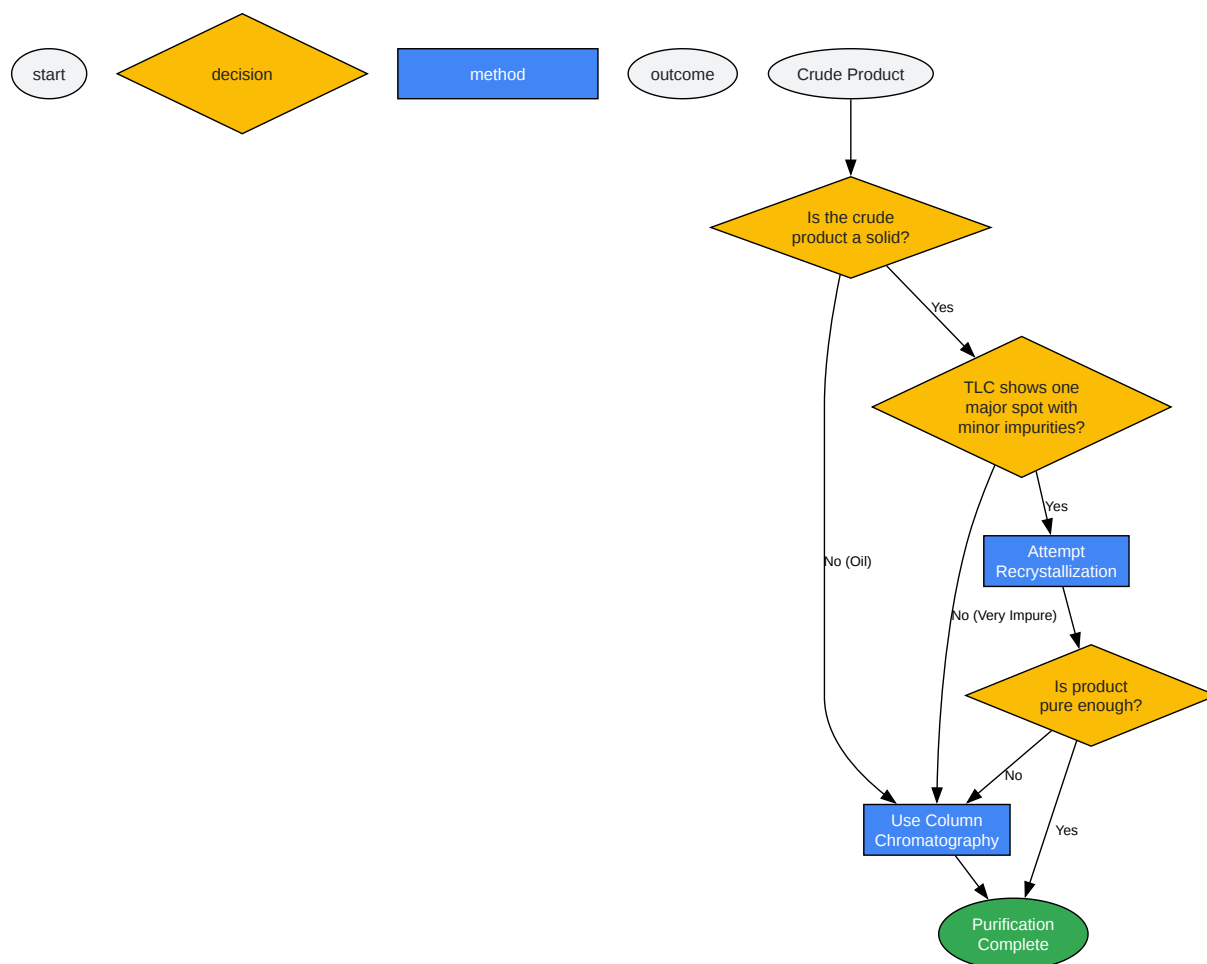 start
decision
method
outcome
Crude Product
Is the crude
product a solid?
Yes
TLC shows one
major spot with
minor impurities?
Yes
Attempt
Recrystallization
No (Oil)
No (Very Impure)
Is product
pure enough?
No
Use Column
Chromatography
Yes
Purification
Complete